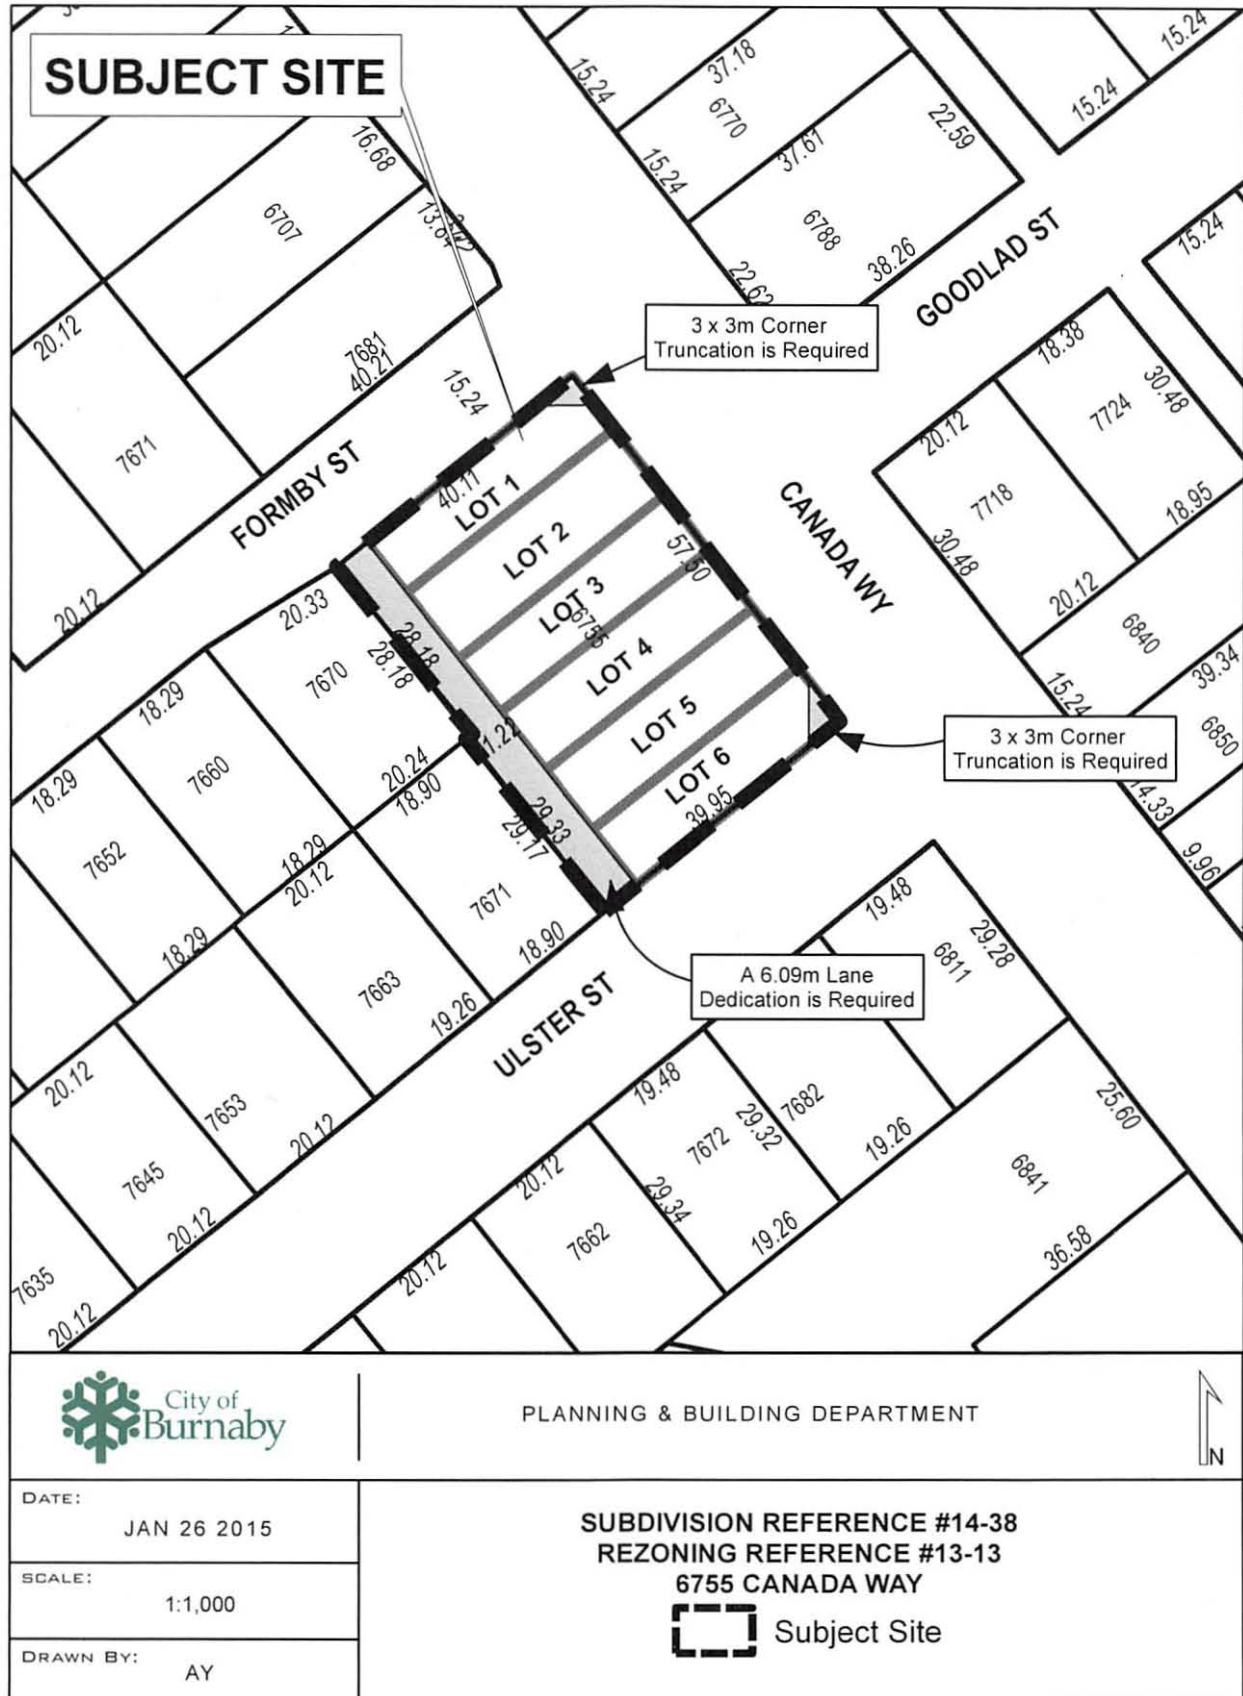 SUBJECT SITE
15.24
37.18
6770
37.61
22.59
15.24
15.24
15.24
16.68
6707
13.84
15.24
6788
38.26
22.62
GOODLAD ST
15.24
20.12
7681
40.21
15.24
3 x 3m Corner
Truncation is Required
18.38
30.48
7724
20.12
7671
FORMBY ST
40.11
LOT 1
LOT 2
LOT 3
6755
LOT 4
LOT 5
LOT 6
57.50
39.95
CANADA WY
7718
18.95
30.48
20.12
6840
39.34
15.24
6850
14.33
9.96
20.12
20.33
28.18
28.18
7670
18.29
7660
20.24
18.90
1.22
29.33
29.17
3 x 3m Corner
Truncation is Required
18.29
7652
18.29
20.12
7671
18.90
18.29
7663
19.26
ULSTER ST
A 6.09m Lane
Dedication is Required
19.48
6811
29.28
20.12
7653
20.12
19.48
7672
29.32
7682
19.26
25.60
7645
20.12
20.12
29.34
19.26
6841
7635
20.12
7662
20.12
36.58
City of
Burnaby
PLANNING & BUILDING DEPARTMENT
N
DATE:
JAN 26 2015
SCALE:
1:1,000
DRAWN BY:
AY
SUBDIVISION REFERENCE #14-38
REZONING REFERENCE #13-13
6755 CANADA WAY
Subject Site